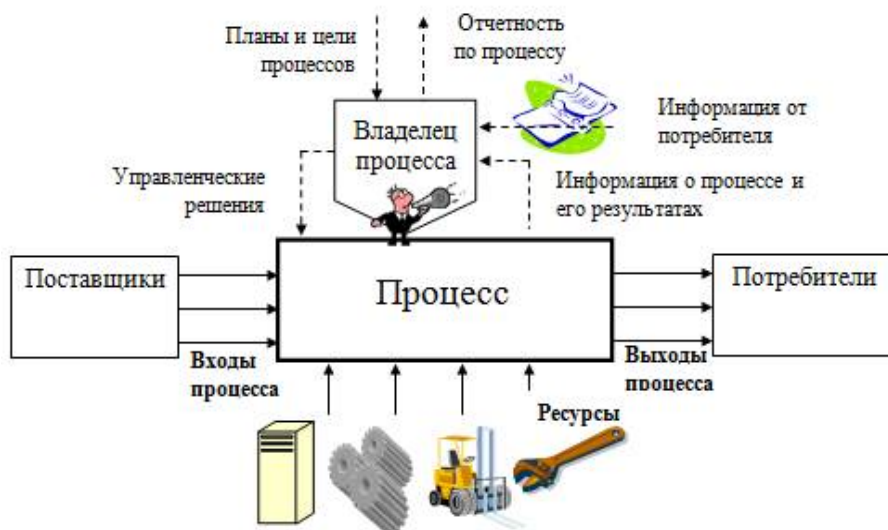 Планы и цели
процессов
Отчетность
по процессу
Владелец
процесса
Информация от
потребителя
Управленческие
решения
Информация о процессе и
его результатах
Поставщики
Процесс
Потребители
Входы
процесса
Выходы
процесса
Ресурсы